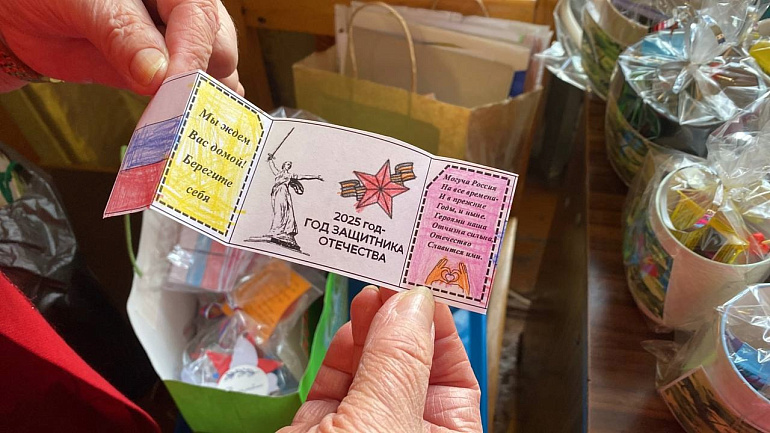 Мы ждем
Вас домой!
Берегите
себя
2025 год-
ГОД ЗАЩИТНИКА
ОТЕЧЕСТВА
Могуча Россия
На все времена-
И в прежние
Годы, и ныне.
Героями наша
Отчизна сильна,
Отечество
Славится ими.